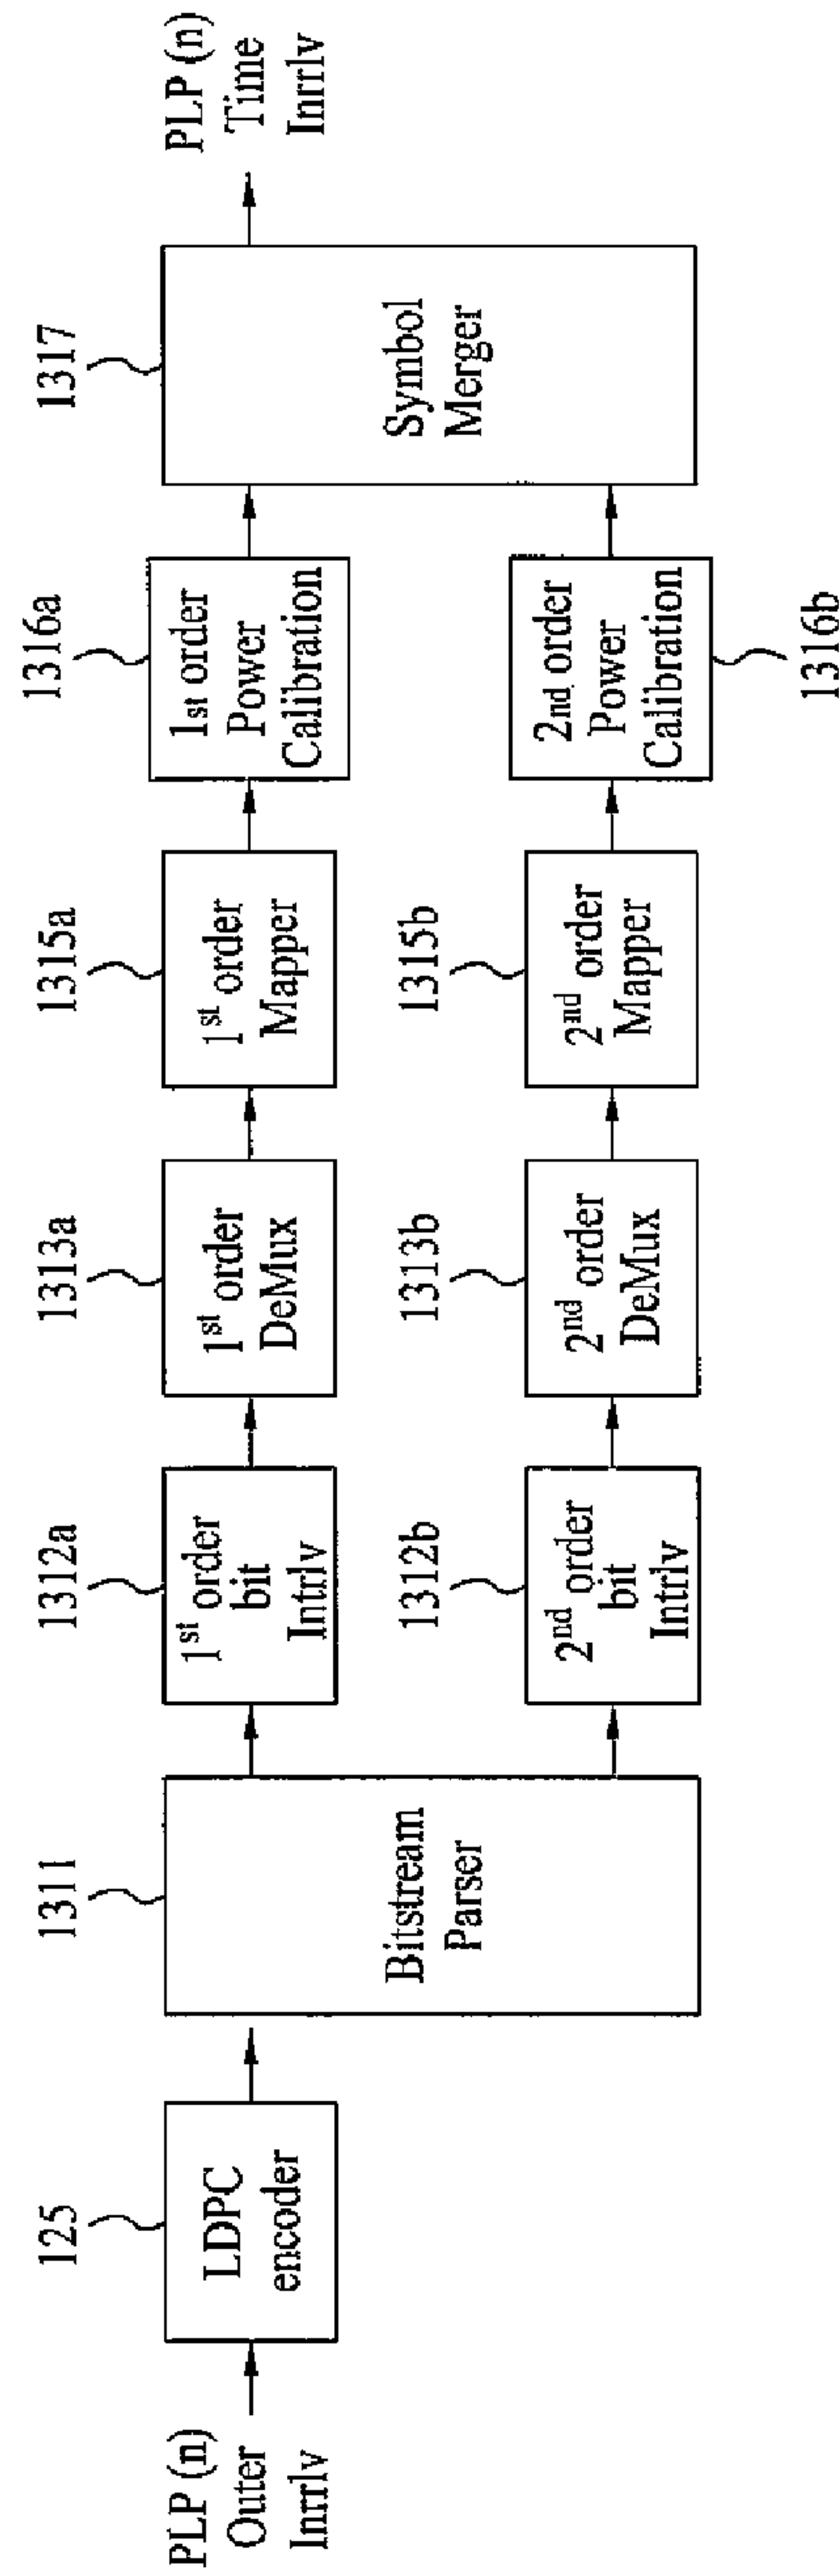 PLP (n)
Outer
Inrrlv
125
LDPC
encoder
1311
Bitstream
Parser
1312a
1st order
bit
Intrlv
1313a
1st order
DeMux
1315a
1st order
Mapper
1316a
1st order
Power
Calibration
1312b
2nd order
bit
Intrlv
1313b
2nd order
DeMux
1315b
2nd order
Mapper
2nd order
Power
Calibration
1316b
1317
Symbol
Merger
PLP (n)
Time
Inrrlv